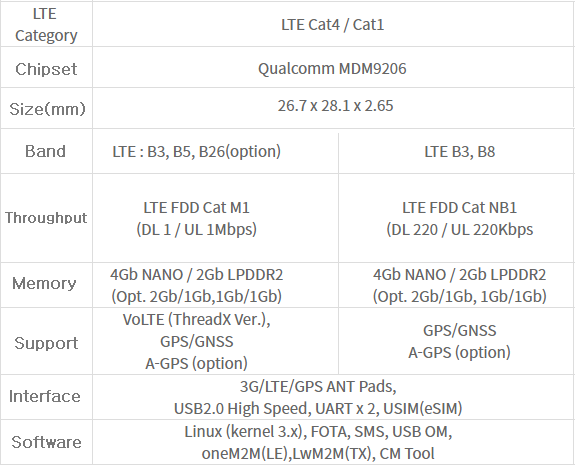 LTE
Category
LTE Cat4 / Cat1
Chipset
Qualcomm MDM9206
Size(mm)
26.7 x 28.1 x 2.65
Band
LTE : B3, B5, B26(option)
LTE B3, B8
Throughput
LTE FDD Cat M1
(DL 1 / UL 1Mbps)
LTE FDD Cat NB1
(DL 220 / UL 220Kbps
Memory
4Gb NANO / 2Gb LPDDR2
(Opt. 2Gb/1Gb,1Gb/1Gb)
4Gb NANO / 2Gb LPDDR2
(Opt. 2Gb/1Gb, 1Gb/1Gb)
Support
VoLTE (ThreadX Ver.),
GPS/GNSS
A-GPS (option)
GPS/GNSS
A-GPS (option)
Interface
3G/LTE/GPS ANT Pads,
USB2.0 High Speed, UART x 2, USIM(eSIM)
Software
Linux (kernel 3.x), FOTA, SMS, USB OM,
oneM2M(LE),LwM2M(TX), CM Tool